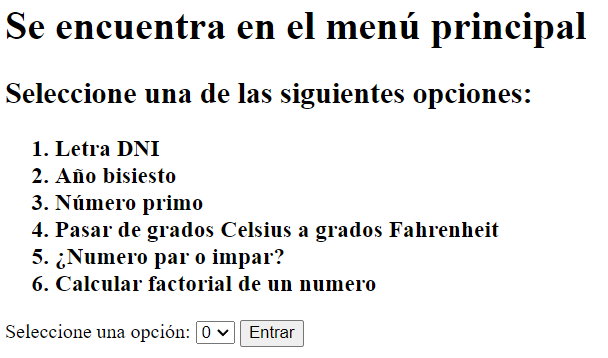 Se encuentra en el menú principal
Seleccione una de las siguientes opciones:
1. Letra DNI
2. Año bisiesto
3. Número primo
4. Pasar de grados Celsius a grados Fahrenheit
5. ¿Numero par o impar?
6. Calcular factorial de un numero
Seleccione una opción: 0 Entrar